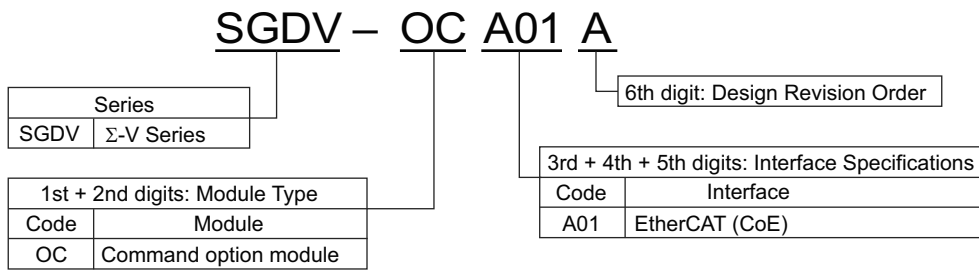 SGDV – OC A01 A
6th digit: Design Revision Order
Series
SGDV Σ-V Series
3rd + 4th + 5th digits: Interface Specifications
Code Interface
A01 EtherCAT (CoE)
1st + 2nd digits: Module Type
Code Module
OC Command option module